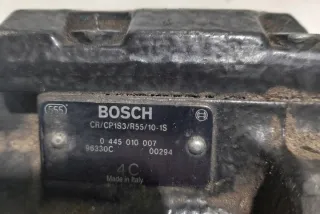 BOSCH
CR/CP1S3/R55/10-1S
0 445 010 007
96330C 00294
4C
Made in Italy